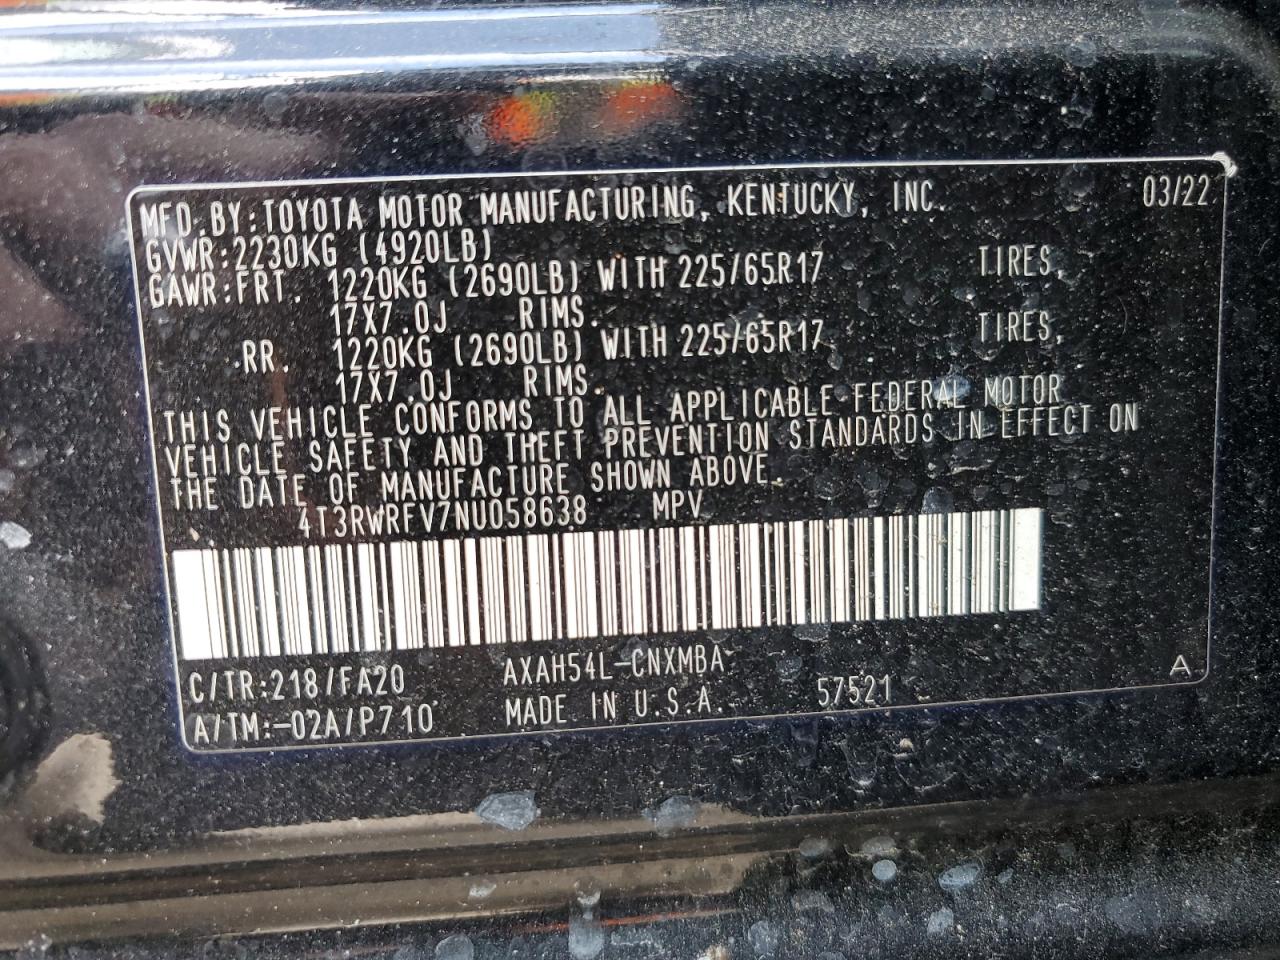 MFD. BY: TOYOTA MOTOR MANUFACTURING, KENTUCKY, INC. 03/22
GVWR: 2230KG (4920LB)
GAWR: FRT. 1220KG (2690LB) WITH 225/65R17 TIRES,
17X7.0J RIMS.
RR. 1220KG (2690LB) WITH 225/65R17 TIRES,
17X7.0J RIMS.
THIS VEHICLE CONFORMS TO ALL APPLICABLE FEDERAL MOTOR
VEHICLE SAFETY AND THEFT PREVENTION STANDARDS IN EFFECT ON
THE DATE OF MANUFACTURE SHOWN ABOVE.
4T3RWRFV7NU058638 MPV
C/TR: 218/FA20 AXAH54L-CNXMBA A
A/TM: -02A/P710 MADE IN U.S.A. 57521